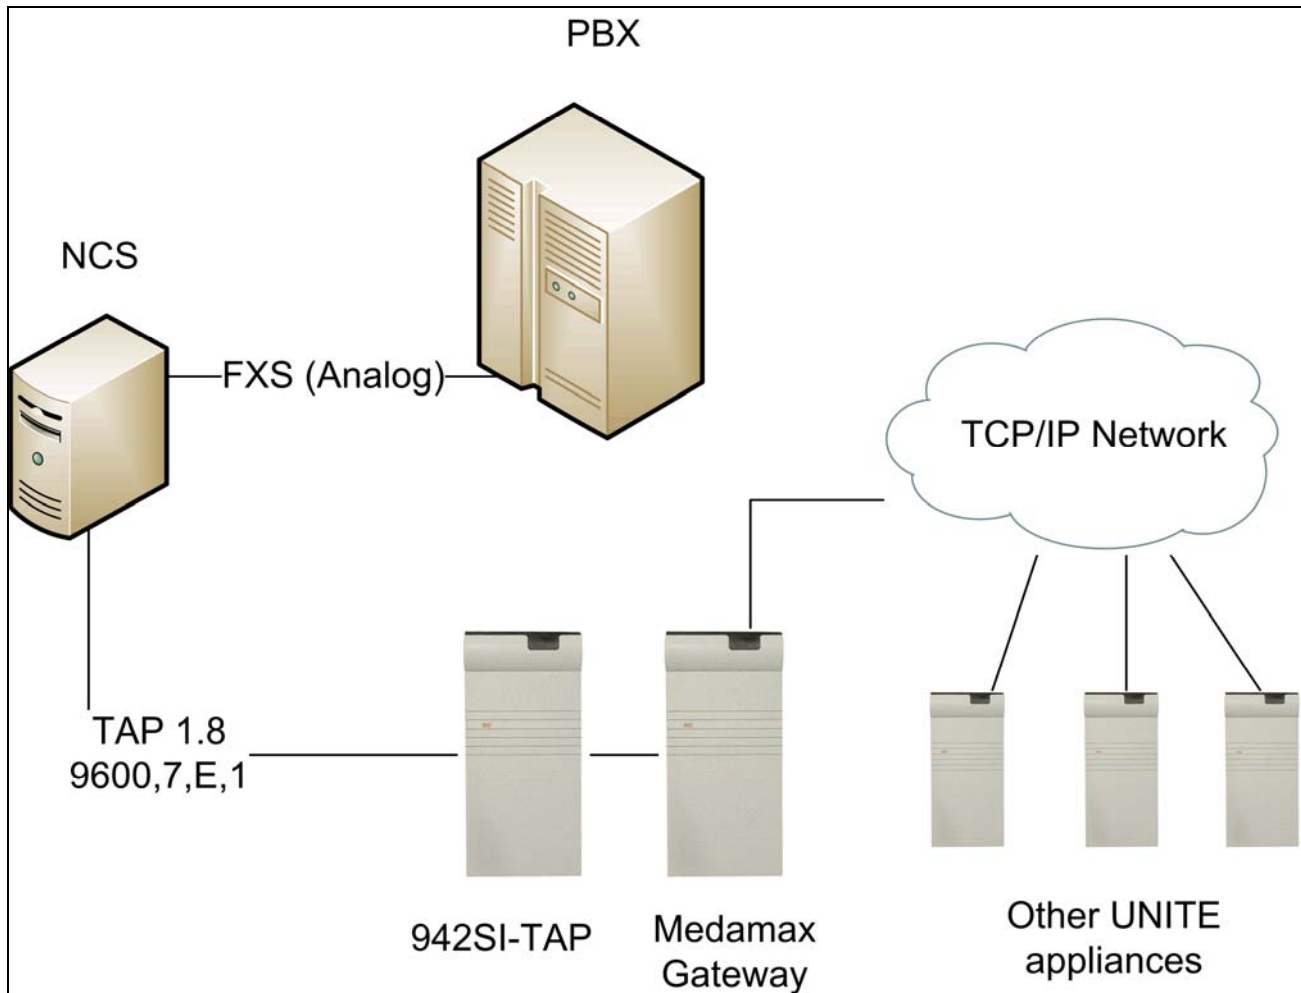 PBX
NCS
FXS (Analog)
TCP/IP Network
TAP 1.8
9600,7,E,1
942SI-TAP
Medamax
Gateway
Other UNITE
appliances